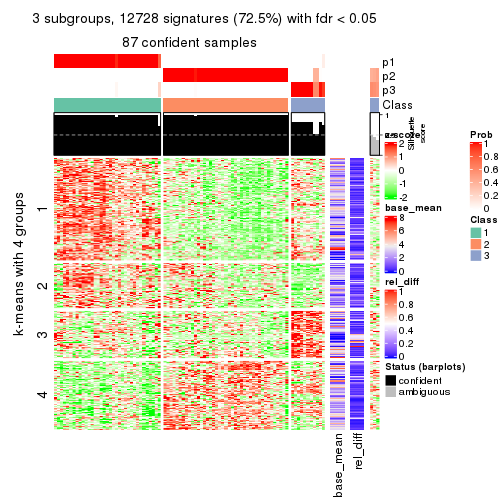 3 subgroups, 12728 signatures (72.5%) with fdr < 0.05
87 confident samples
p1
p2
p3
Class
1
0.5
Silhouette
score
k-means with 4 groups
1
2
3
4
base_mean
rel_diff
z-score
2
1
0
-1
-2
base_mean
8
6
4
2
0
rel_diff
1
0.8
0.6
0.4
0.2
0
Status (barplots)
confident
ambiguous
Prob
1
0.8
0.6
0.4
0.2
0
Class
1
2
3